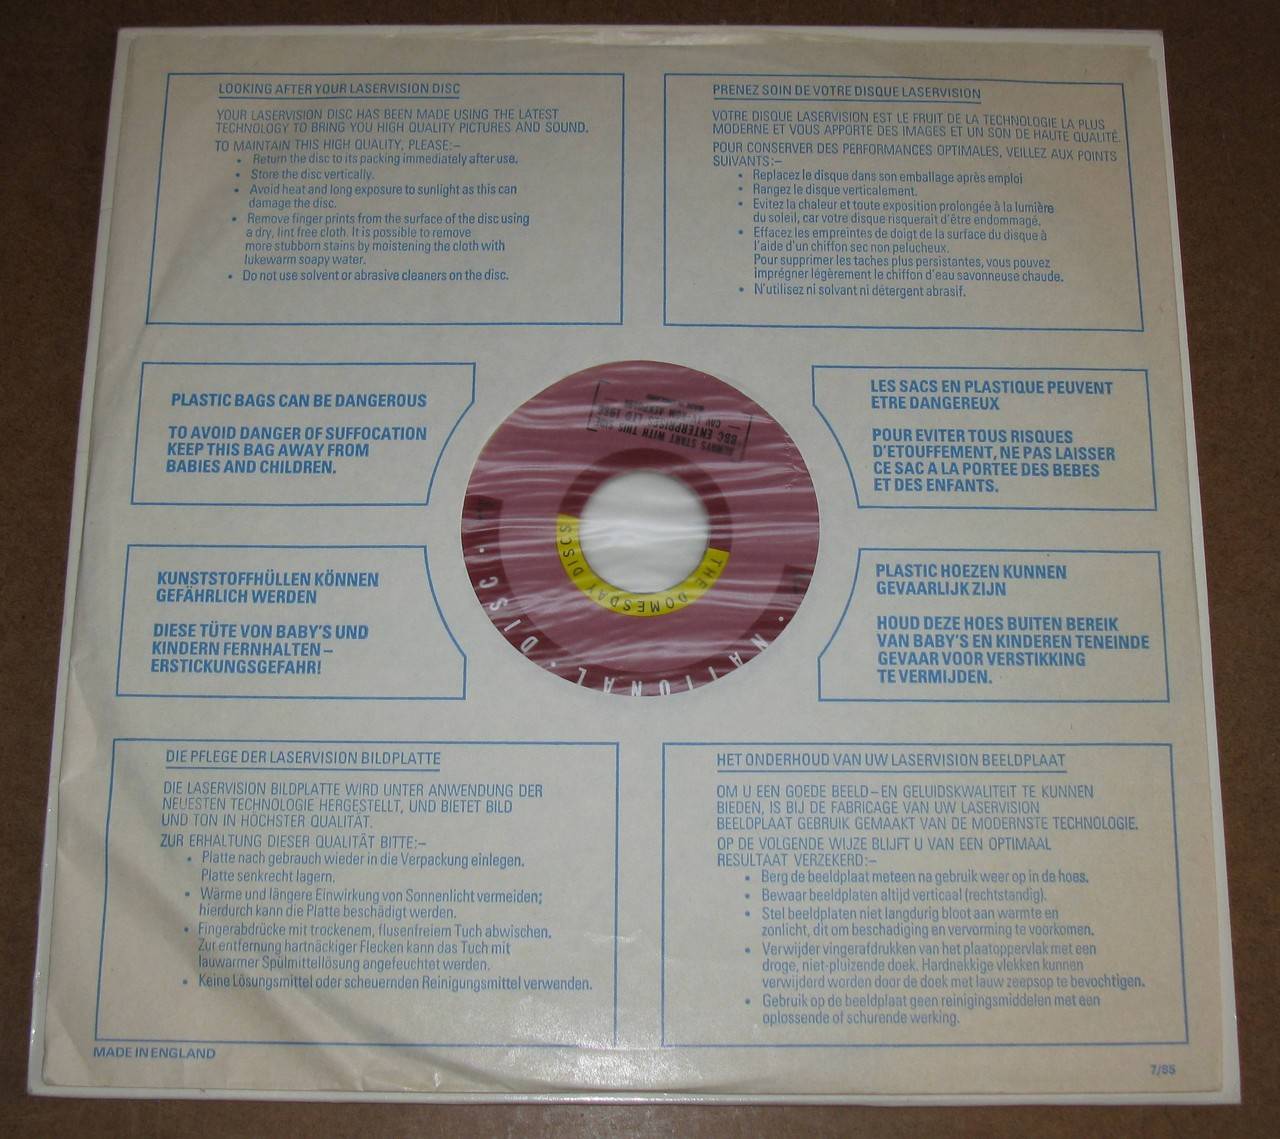 LOOKING AFTER YOUR LASERVISION DISC
YOUR LASERVISION DISC HAS BEEN MADE USING THE LATEST
TECHNOLOGY TO BRING YOU HIGH QUALITY PICTURES AND SOUND.
TO MAINTAIN THIS HIGH QUALITY, PLEASE:–
• Return the disc to its packing immediately after use.
• Store the disc vertically.
• Avoid heat and long exposure to sunlight as this can
damage the disc.
• Remove finger prints from the surface of the disc using
a dry, lint free cloth. It is possible to remove
more stubborn stains by moistening the cloth with
lukewarm soapy water.
• Do not use solvent or abrasive cleaners on the disc.
PRENEZ SOIN DE VOTRE DISQUE LASERVISION
VOTRE DISQUE LASERVISION EST LE FRUIT DE LA TECHNOLOGIE LA PLUS
MODERNE ET VOUS APPORTE DES IMAGES ET UN SON DE HAUTE QUALITÉ.
POUR CONSERVER DES PERFORMANCES OPTIMALES, VEILLEZ AUX POINTS
SUIVANTS:–
• Replacez le disque dans son emballage après emploi
• Rangez le disque verticalement.
• Evitez la chaleur et toute exposition prolongée à la lumière
du soleil, car votre disque risquerait d'être endommagé.
• Effacez les empreintes de doigt de la surface du disque à
l'aide d'un chiffon sec non pelucheux.
Pour supprimer les taches plus persistantes, vous pouvez
imprégner légèrement le chiffon d'eau savonneuse chaude.
• N'utilisez ni solvant ni détergent abrasif.
PLASTIC BAGS CAN BE DANGEROUS
TO AVOID DANGER OF SUFFOCATION
KEEP THIS BAG AWAY FROM
BABIES AND CHILDREN.
ALWAYS START WITH THIS SIDE
BBC ENTERPRISES LTD 1986
THE DOMESDAY DISCS
• NATIONAL • DISC •
LES SACS EN PLASTIQUE PEUVENT
ETRE DANGEREUX
POUR EVITER TOUS RISQUES
D'ETOUFFEMENT, NE PAS LAISSER
CE SAC A LA PORTEE DES BEBES
ET DES ENFANTS.
KUNSTSTOFFHÜLLEN KÖNNEN
GEFÄHRLICH WERDEN
DIESE TÜTE VON BABY'S UND
KINDERN FERNHALTEN –
ERSTICKUNGSGEFAHR!
PLASTIC HOEZEN KUNNEN
GEVAARLIJK ZIJN
HOUD DEZE HOES BUITEN BEREIK
VAN BABY'S EN KINDEREN TENEINDE
GEVAAR VOOR VERSTIKKING
TE VERMIJDEN.
DIE PFLEGE DER LASERVISION BILDPLATTE
DIE LASERVISION BILDPLATTE WIRD UNTER ANWENDUNG DER
NEUESTEN TECHNOLOGIE HERGESTELLT, UND BIETET BILD
UND TON IN HÖCHSTER QUALITÄT.
ZUR ERHALTUNG DIESER QUALITÄT BITTE:–
• Platte nach gebrauch wieder in die Verpackung einlegen.
Platte senkrecht lagern.
• Wärme und längere Einwirkung von Sonnenlicht vermeiden;
hierdurch kann die Platte beschädigt werden.
• Fingerabdrücke mit trockenem, flusenfreiem Tuch abwischen.
Zur entfernung hartnäckiger Flecken kann das Tuch mit
lauwarmer Spülmittellösung angefeuchtet werden.
• Keine Lösungsmittel oder scheuernden Reinigungsmittel verwenden.
HET ONDERHOUD VAN UW LASERVISION BEELDPLAAT
OM U EEN GOEDE BEELD–EN GELUIDSKWALITEIT TE KUNNEN
BIEDEN, IS BIJ DE FABRICAGE VAN UW LASERVISION
BEELDPLAAT GEBRUIK GEMAAKT VAN DE MODERNSTE TECHNOLOGIE.
OP DE VOLGENDE WIJZE BLIJFT U VAN EEN OPTIMAAL
RESULTAAT VERZEKERD:–
• Berg de beeldplaat meteen na gebruik weer op in de hoes.
• Bewaar beeldplaten altijd verticaal (rechtstandig).
• Stel beeldplaten niet langdurig bloot aan warmte en
zonlicht, dit om beschadiging en vervorming te voorkomen.
• Verwijder vingerafdrukken van het plaatoppervlak met een
droge, niet-pluizende doek. Hardnekkige vlekken kunnen
verwijderd worden door de doek met lauw zeepsop te bevochtigen.
• Gebruik op de beeldplaat geen reinigingsmiddelen met een
oplossende of schurende werking.
MADE IN ENGLAND
7/85